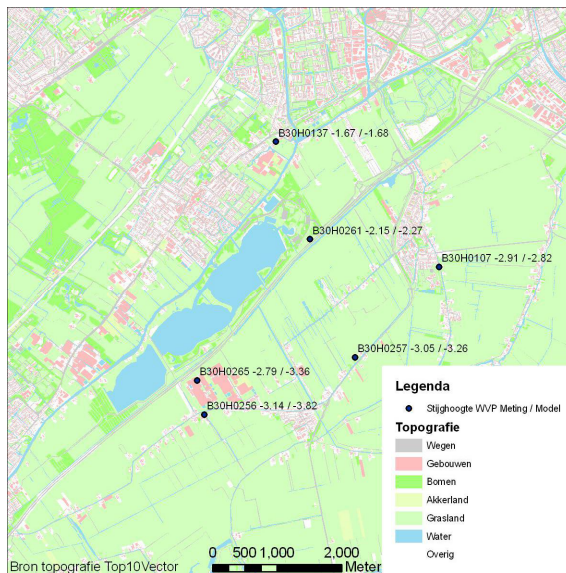 B30H0137 -1.67 / -1.68
B30H0261 -2.15 / -2.27
B30H0107 -2.91 / -2.82
B30H0257 -3.05 / -3.26
B30H0265 -2.79 / -3.36
B30H0256 -3.14 / -3.82
Legenda
Stijghoogte WVP Meting / Model
Topografie
Wegen
Gebouwen
Bomen
Akkerland
Grasland
Water
Overig
0 500 1,000 2,000
Meter
Bron topografie Top10Vector